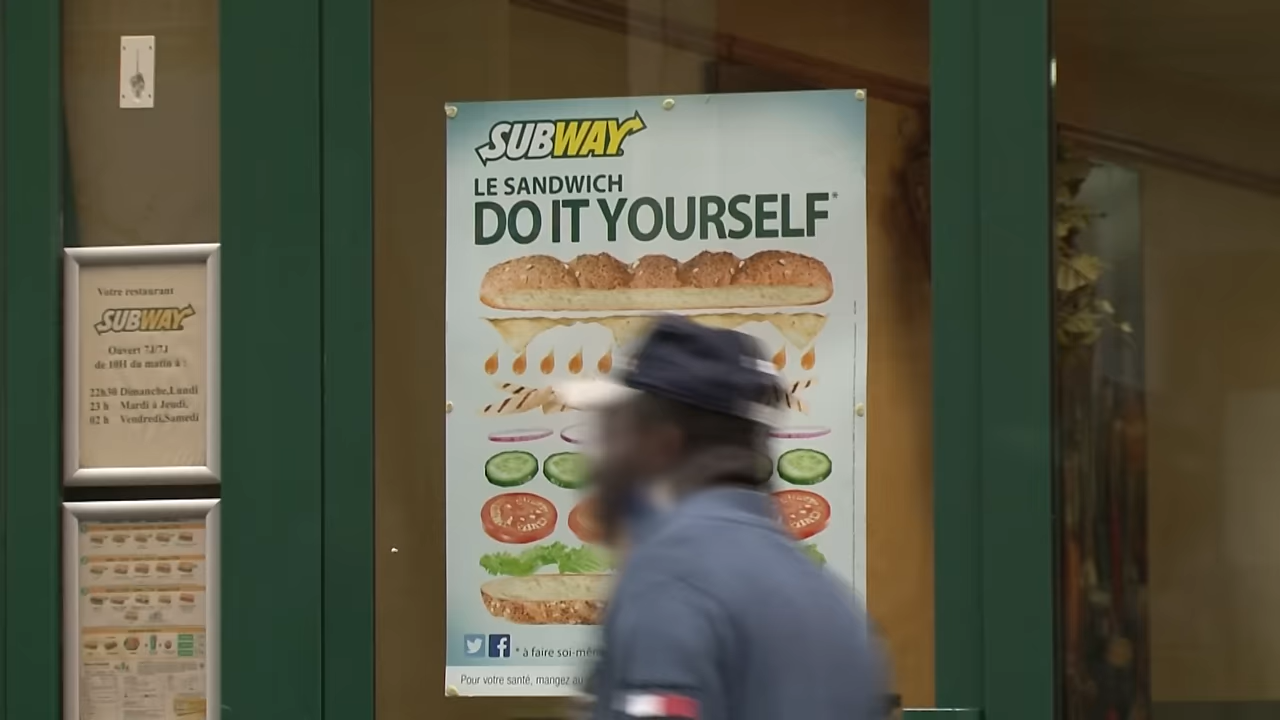 Votre restaurant
SUBWAY
Ouvert 7J/7J
de 10H du matin à :
22h30 Dimanche,Lundi
23 h Mardi à Jeudi,
02 h Vendredi,Samedi
SUBWAY
LE SANDWICH
DO IT YOURSELF*
* à faire soi-mêm
Pour votre santé, mangez au